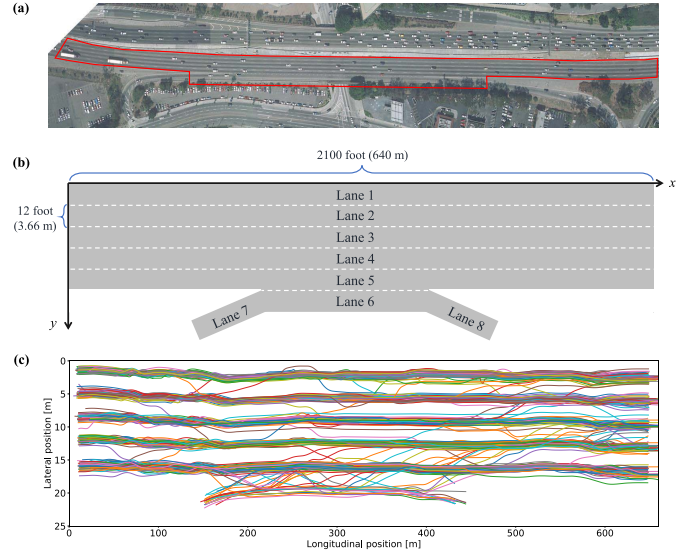 (a)
(b)
2100 foot (640 m)
x
12 foot
(3.66 m)
Lane 1
Lane 2
Lane 3
Lane 4
Lane 5
Lane 6
Lane 7
Lane 8
y
(c)
0
5
10
15
20
25
Lateral position [m]
0 100 200 300 400 500 600
Longitudinal position [m]